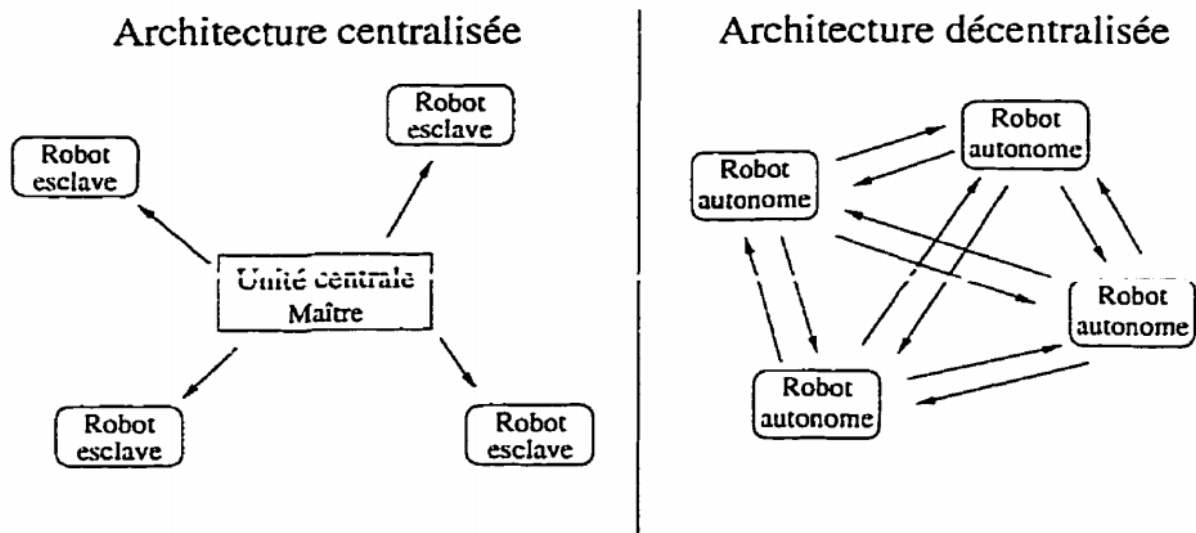 Architecture centralisée
Robot
esclave
Robot
esclave
Unité centrale
Maître
Robot
esclave
Robot
esclave
Architecture décentralisée
Robot
autonome
Robot
autonome
Robot
autonome
Robot
autonome